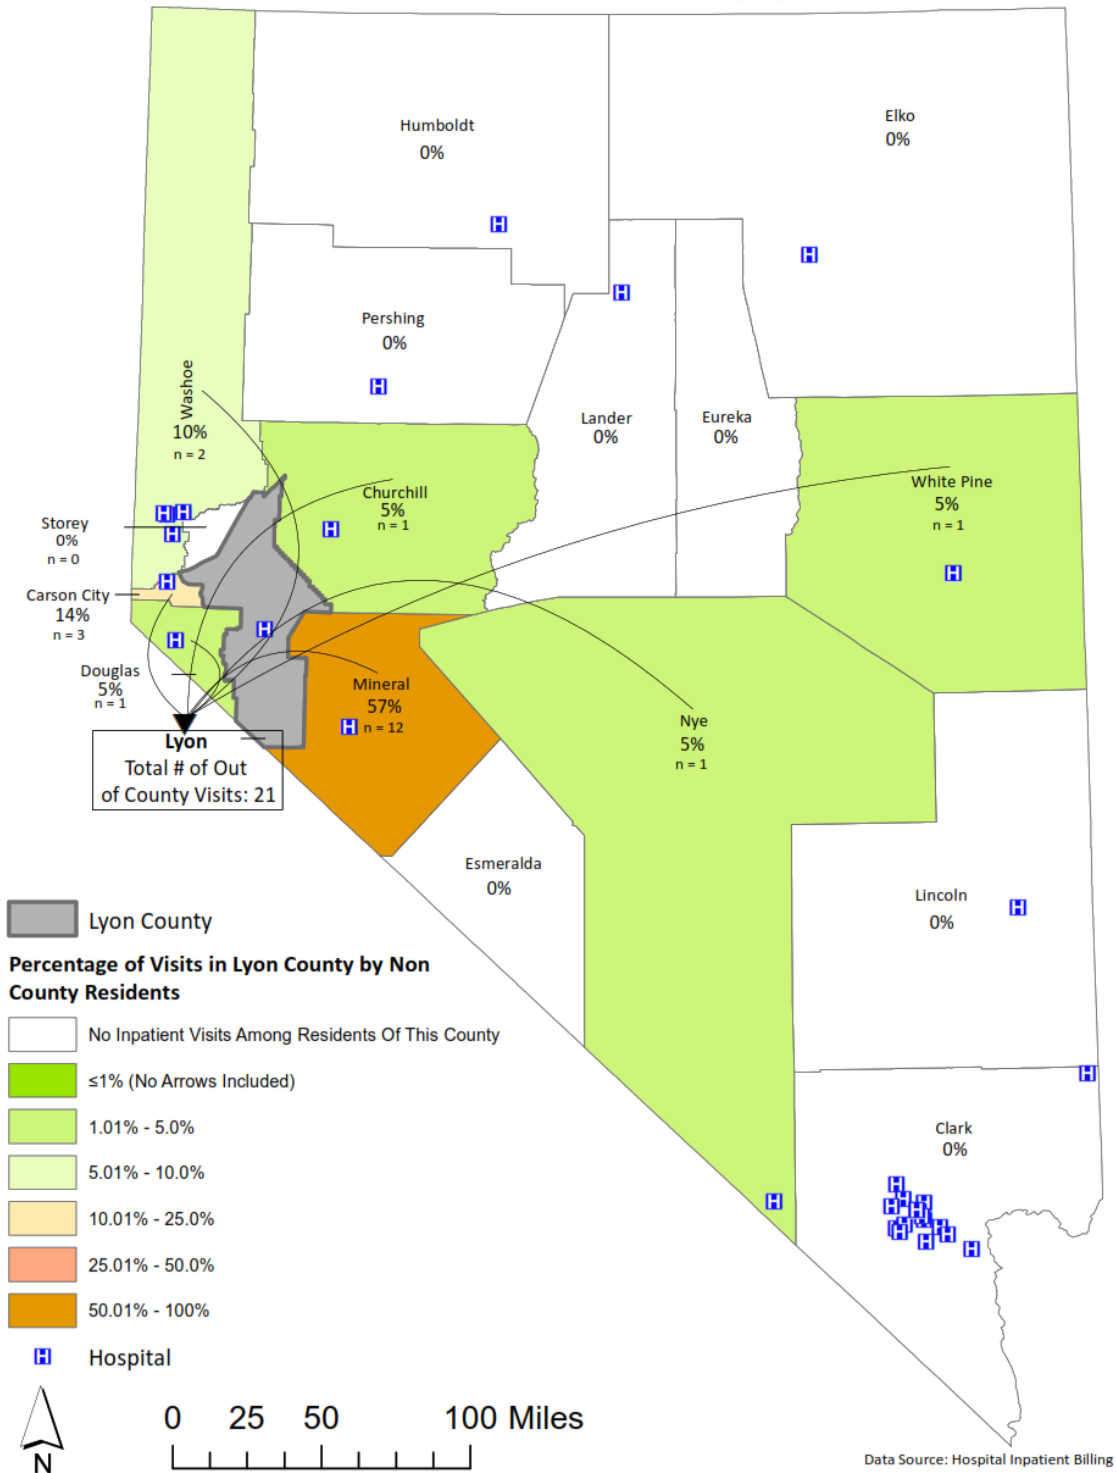 Humboldt
0%
Elko
0%
Pershing
0%
Washoe
10%
n = 2
Lander
0%
Eureka
0%
Churchill
5%
n = 1
White Pine
5%
n = 1
Storey
0%
n = 0
Carson City
14%
n = 3
Douglas
5%
n = 1
Mineral
57%
n = 12
Nye
5%
n = 1
Lyon
Total # of Out
of County Visits: 21
Esmeralda
0%
Lincoln
0%
Clark
0%
Lyon County
Percentage of Visits in Lyon County by Non
County Residents
No Inpatient Visits Among Residents Of This County
≤1% (No Arrows Included)
1.01% - 5.0%
5.01% - 10.0%
10.01% - 25.0%
25.01% - 50.0%
50.01% - 100%
H Hospital
N
0 25 50 100 Miles
Data Source: Hospital Inpatient Billing